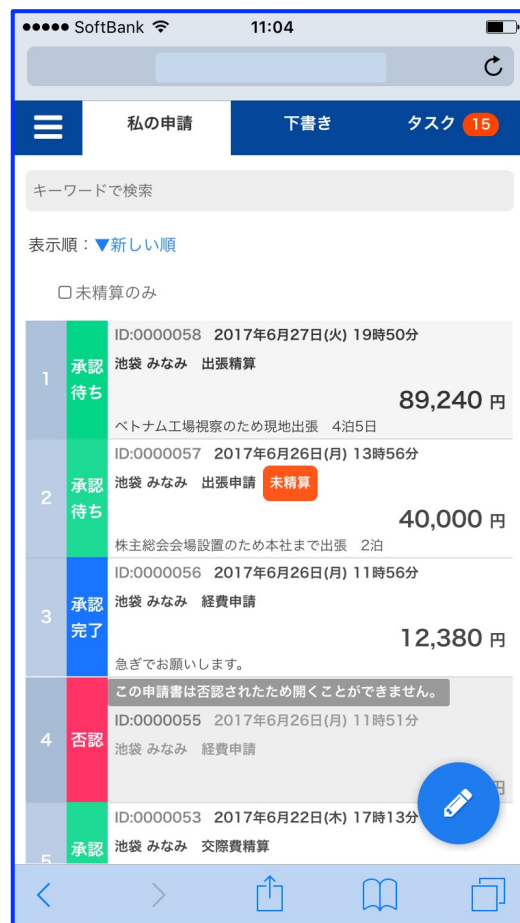 SoftBank 11:04
私の申請 下書き タスク 15
キーワードで検索
表示順：▼新しい順
未精算のみ
ID:0000058 2017年6月27日(火) 19時50分
1 承認待ち 池袋 みなみ 出張精算
89,240 円
ベトナム工場視察のため現地出張 4泊5日
ID:0000057 2017年6月26日(月) 13時56分
2 承認待ち 池袋 みなみ 出張申請 未精算
40,000 円
株主総会会場設置のため本社まで出張 2泊
ID:0000056 2017年6月26日(月) 11時56分
3 承認完了 池袋 みなみ 経費申請
12,380 円
急ぎでお願いします。
この申請書は否認されたため開くことができません。
ID:0000055 2017年6月26日(月) 11時51分
4 否認 池袋 みなみ 経費申請
円
ID:0000053 2017年6月22日(木) 17時13分
5 承認 池袋 みなみ 交際費精算